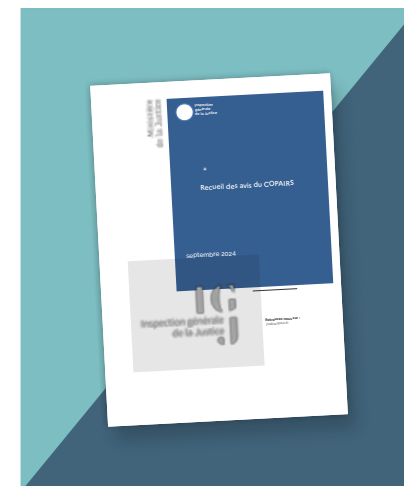 Ministère
de la Justice
inspection
générale
de la Justice
Recueil des avis du COPAIRS
septembre 2024
Inspection générale
de la Justice